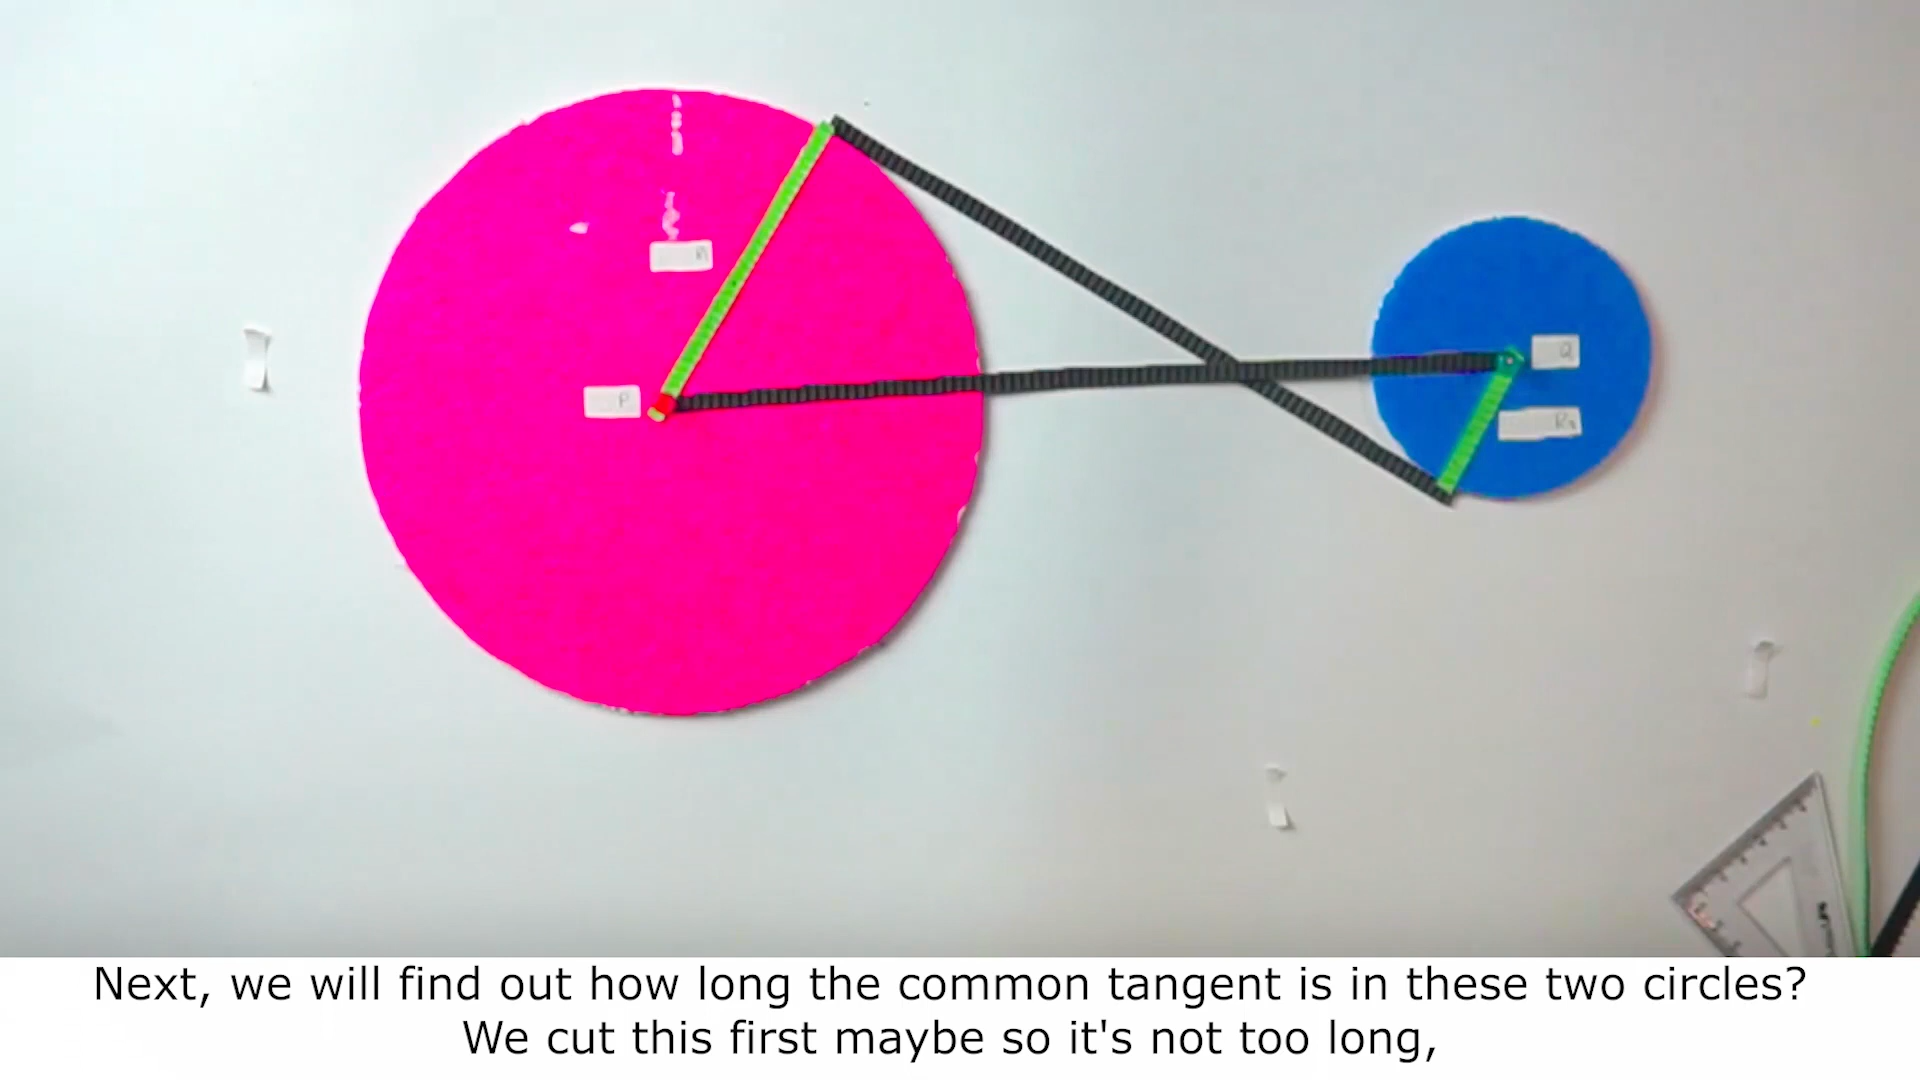 P
Q
Next, we will find out how long the common tangent is in these two circles?
We cut this first maybe so it's not too long,